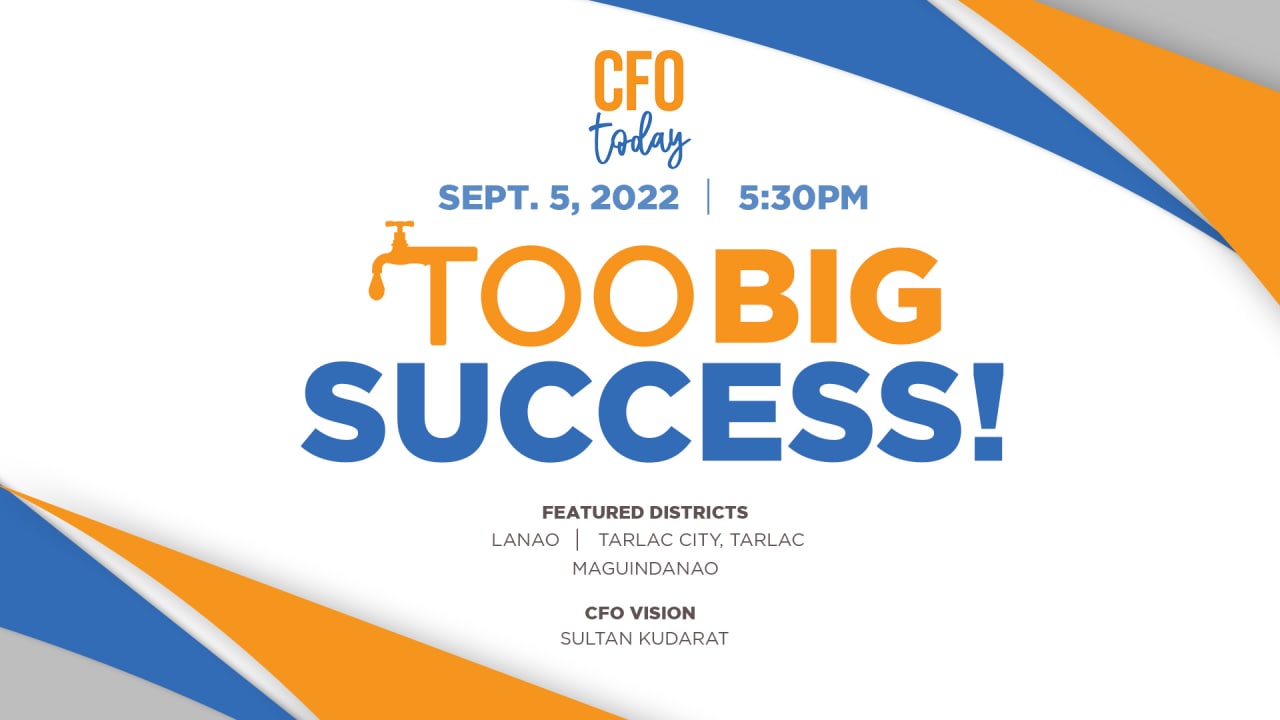 CFO
today
SEPT. 5, 2022 | 5:30PM
TOO BIG
SUCCESS!
FEATURED DISTRICTS
LANAO | TARLAC CITY, TARLAC
MAGUINDANAO
CFO VISION
SULTAN KUDARAT